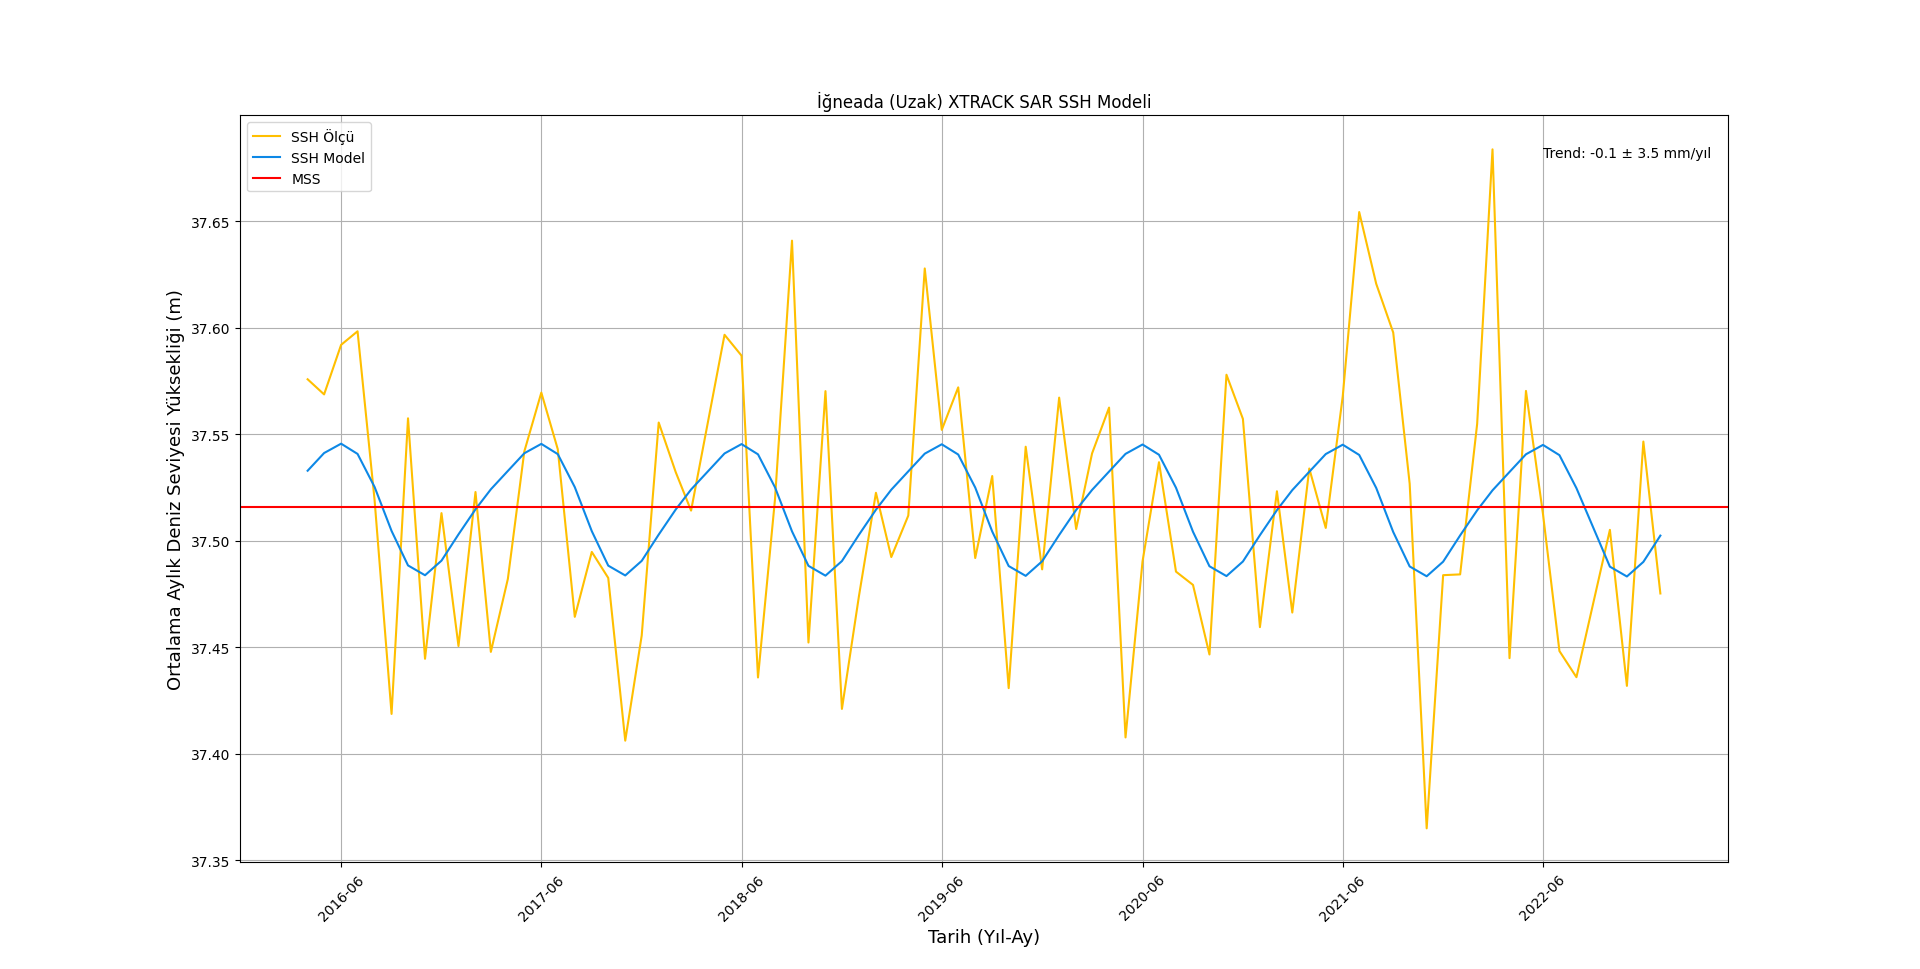 İğneada (Uzak) XTRACK SAR SSH Modeli
SSH Ölçü
SSH Model
MSS
Trend: -0.1 ± 3.5 mm/yıl
Ortalama Aylık Deniz Seviyesi Yüksekliği (m)
37.65
37.60
37.55
37.50
37.45
37.40
37.35
2016-06
2017-06
2018-06
2019-06
2020-06
2021-06
2022-06
Tarih (Yıl-Ay)